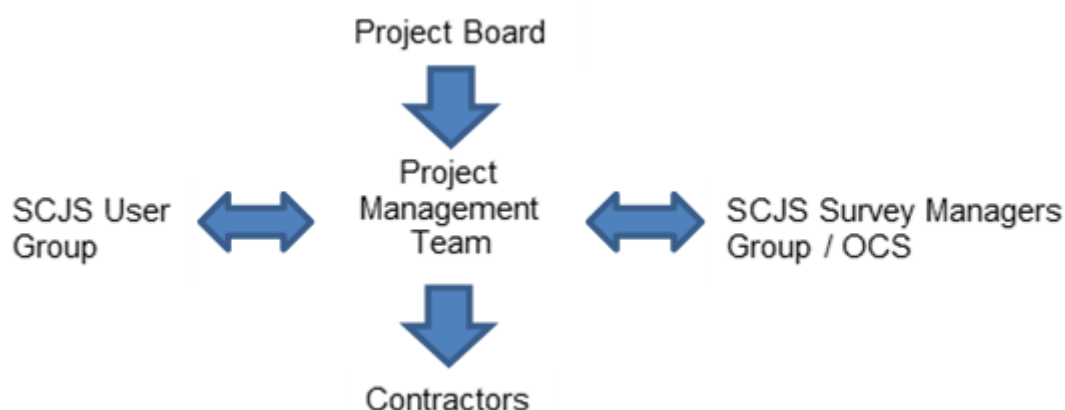 Project Board
Project
Management
Team
SCJS User
Group
SCJS Survey Managers
Group / OCS
Contractors